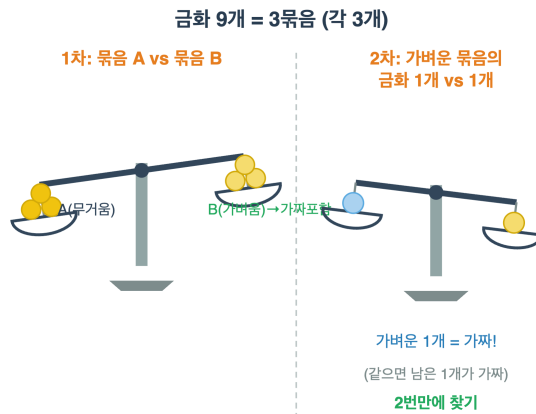 금화 9개 = 3묶음 (각 3개)
1차: 묶음 A vs 묶음 B
2차: 가벼운 묶음의
금화 1개 vs 1개
A(무거움)
B(가벼움)→가짜포함
가벼운 1개 = 가짜!
(같으면 남은 1개가 가짜)
2번만에 찾기